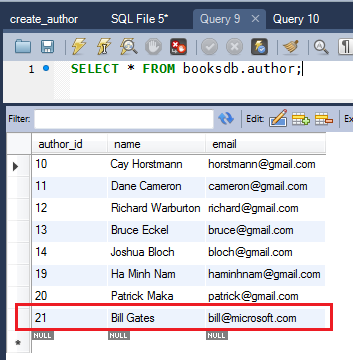 create_author SQL File 5* Query 9 Query 10
1 SELECT * FROM booksdb.author;
Filter: Edit: Ex
author_id name email
10 Cay Horstmann horstmann@gmail.com
11 Dane Cameron cameron@gmail.com
12 Richard Warburton richard@gmail.com
13 Bruce Eckel bruce@gmail.com
14 Joshua Bloch bloch@gmail.com
19 Ha Minh Nam haminhnam@gmail.com
20 Patrick Maka patrick@gmail.com
21 Bill Gates bill@microsoft.com
* NULL NULL NULL